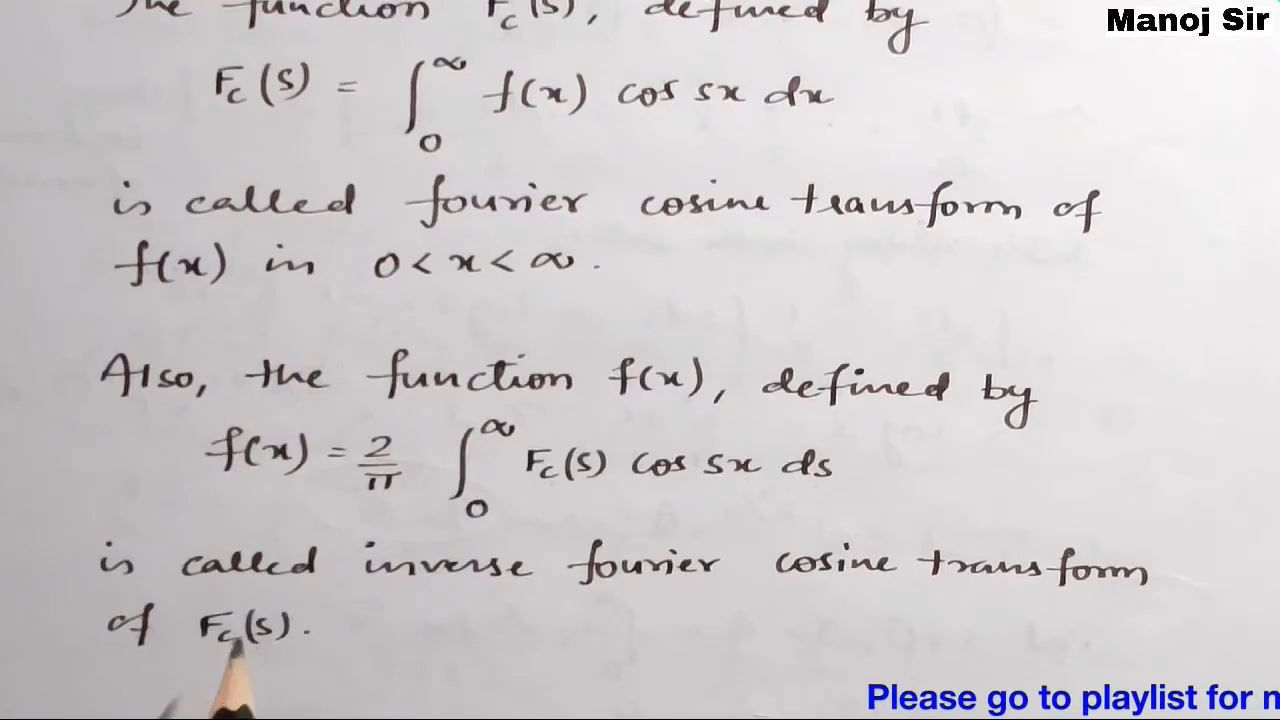 The function Fc(s), defined by
Manoj Sir
Fc(s) = ∫₀^∞ f(x) cos sx dx
is called fourier cosine transform of
f(x) in 0 < x < ∞.
Also, the function f(x), defined by
f(x) = 2/π ∫₀^∞ Fc(s) cos sx ds
is called inverse fourier cosine transform
of Fc(s).
Please go to playlist for n